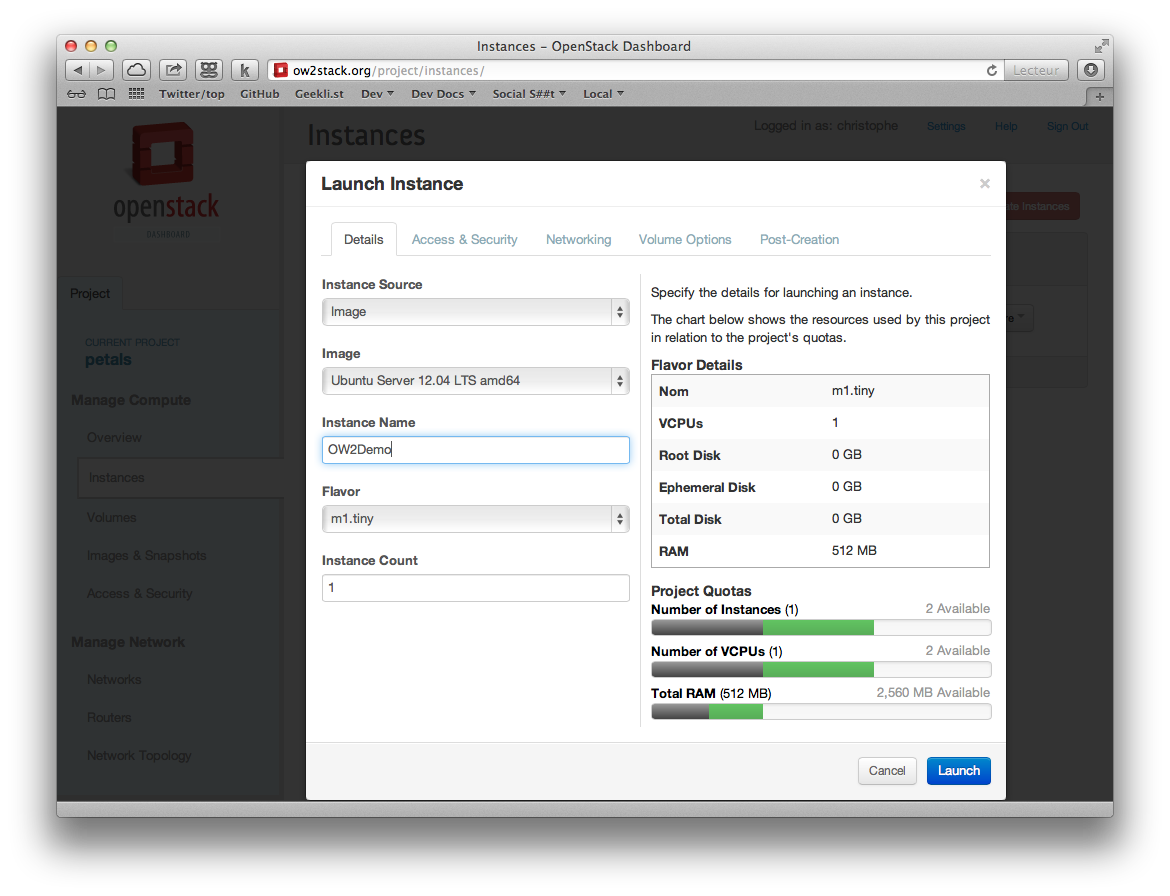 Instances – OpenStack Dashboard
ow2stack.org/project/instances/
Lecteur
Twitter/top GitHub Geekli.st Dev Dev Docs Social S##t Local
openstack
DASHBOARD
Instances
Logged in as: christophe Settings Help Sign Out
Project
CURRENT PROJECT
petals
Manage Compute
Overview
Instances
Volumes
Images & Snapshots
Access & Security
Manage Network
Networks
Routers
Network Topology
Instances
Launch Instance
×
Details Access & Security Networking Volume Options Post-Creation
Instance Source
Image
Image
Ubuntu Server 12.04 LTS amd64
Instance Name
OW2Demo
Flavor
m1.tiny
Instance Count
1
Specify the details for launching an instance.
The chart below shows the resources used by this project
in relation to the project's quotas.
Flavor Details
Nom m1.tiny
VCPUs 1
Root Disk 0 GB
Ephemeral Disk 0 GB
Total Disk 0 GB
RAM 512 MB
Project Quotas
Number of Instances (1) 2 Available
Number of VCPUs (1) 2 Available
Total RAM (512 MB) 2,560 MB Available
Cancel Launch